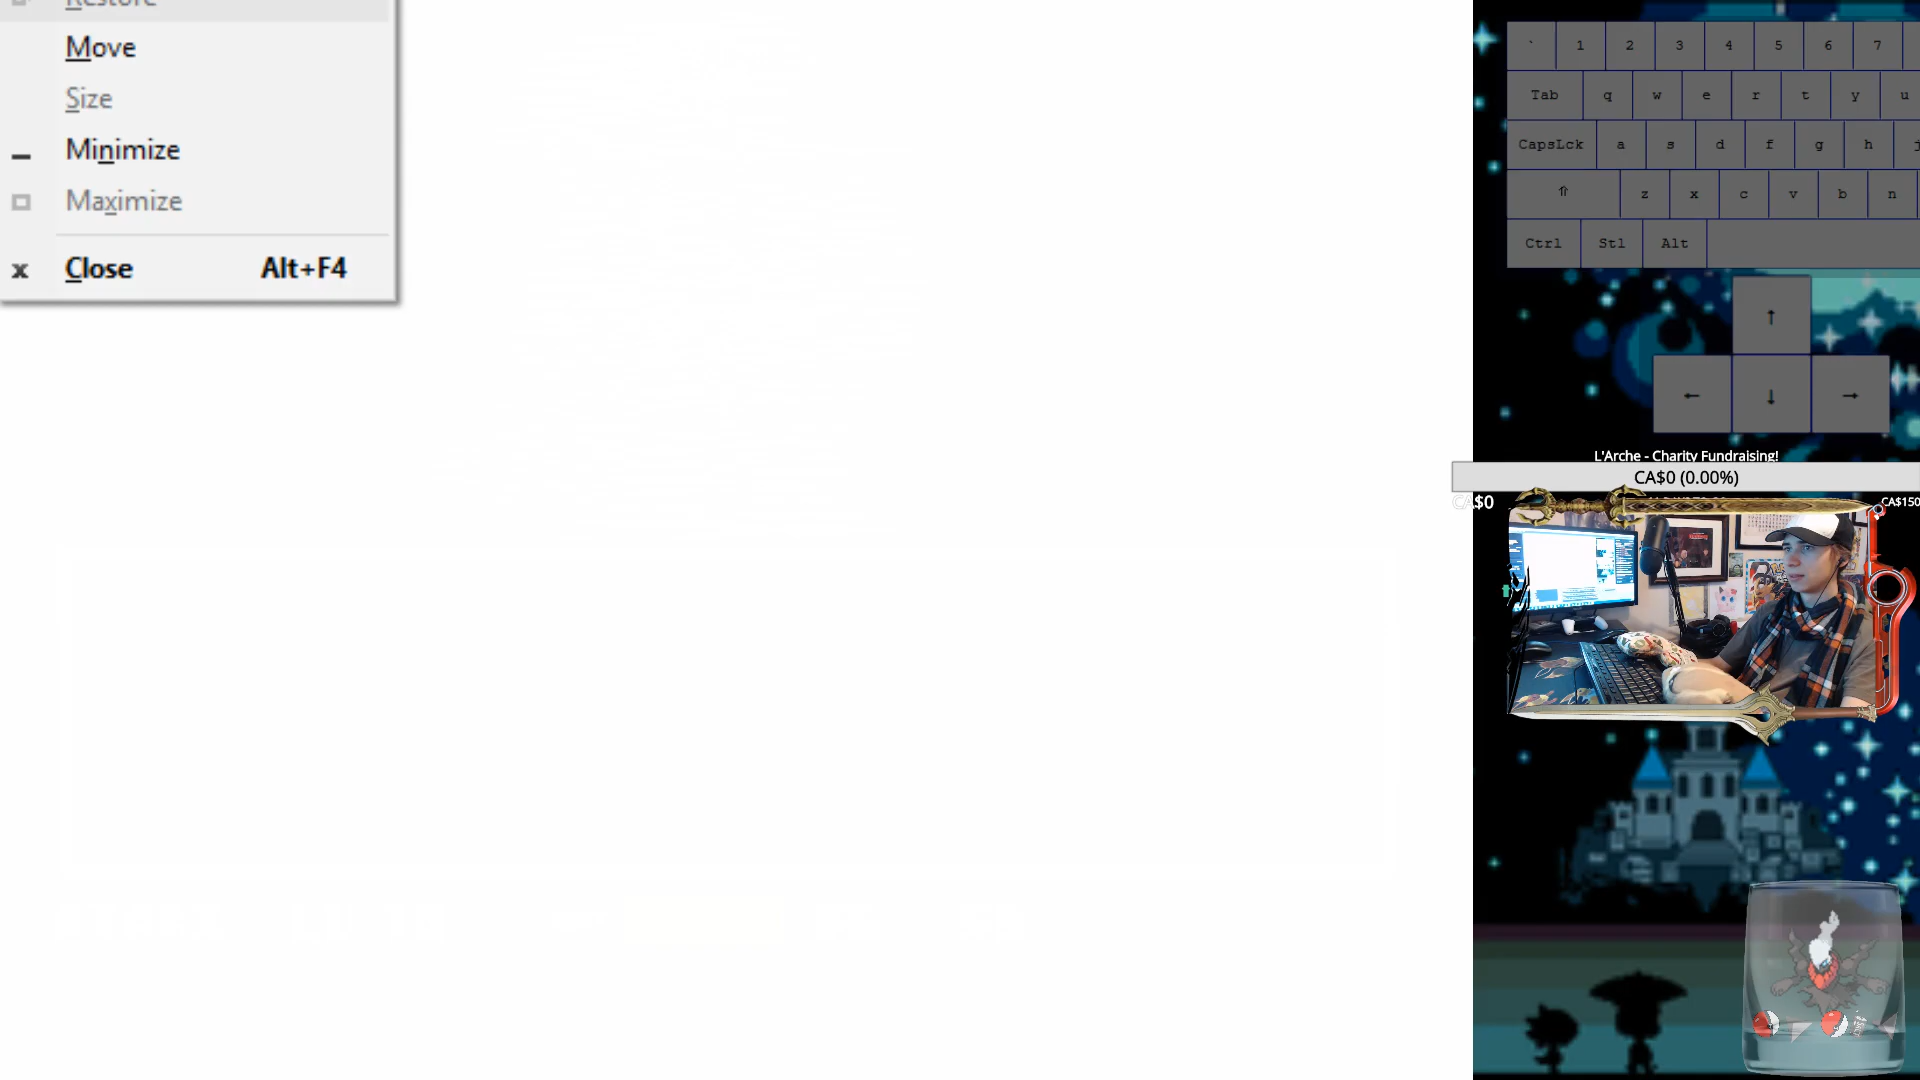 Restore
Move
Size
Minimize
Maximize
Close Alt+F4
` 1 2 3 4 5 6 7
Tab q w e r t y u
CapsLck a s d f g h j
⇧ z x c v b n
Ctrl Stl Alt
↑
← ↓ →
L'Arche - Charity Fundraising!
CA$0 (0.00%)
CA$0
CA$150